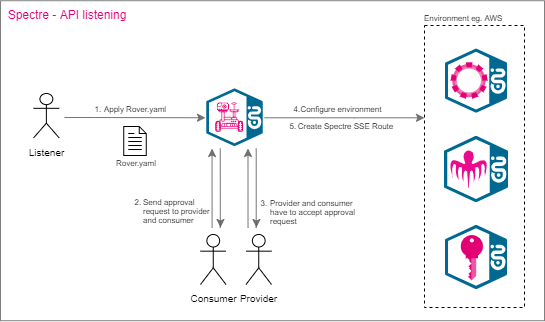 Spectre - API listening
Environment eg. AWS
1. Apply Rover.yaml
4.Configure environment
5. Create Spectre SSE Route
Listener
Rover.yaml
2. Send approval
request to provider
and consumer
3. Provider and consumer
have to accept approval
request
Consumer
Provider